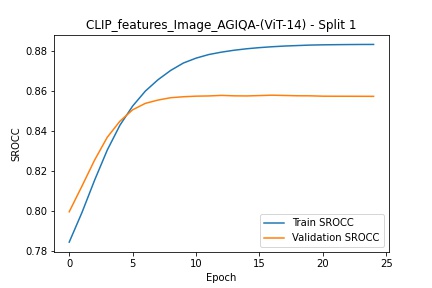 CLIP_features_Image_AGIQA-(ViT-14) - Split 1
SROCC
0.88
0.86
0.84
0.82
0.80
0.78
0
5
10
15
20
25
Epoch
Train SROCC
Validation SROCC